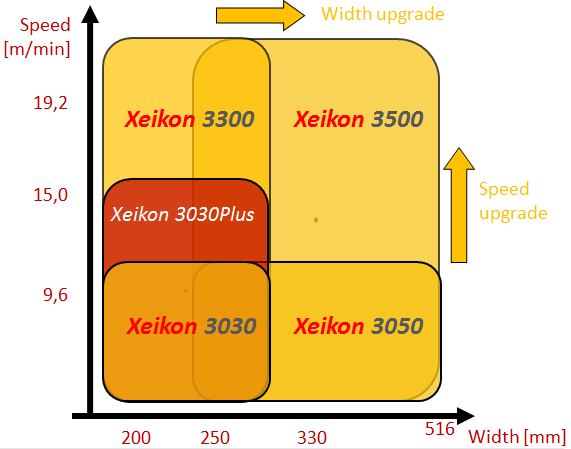 Speed
[m/min]
Width upgrade
19,2
Xeikon 3300
Xeikon 3500
15,0
Xeikon 3030Plus
Speed
upgrade
9,6
Xeikon 3030
Xeikon 3050
200
250
330
516
Width [mm]